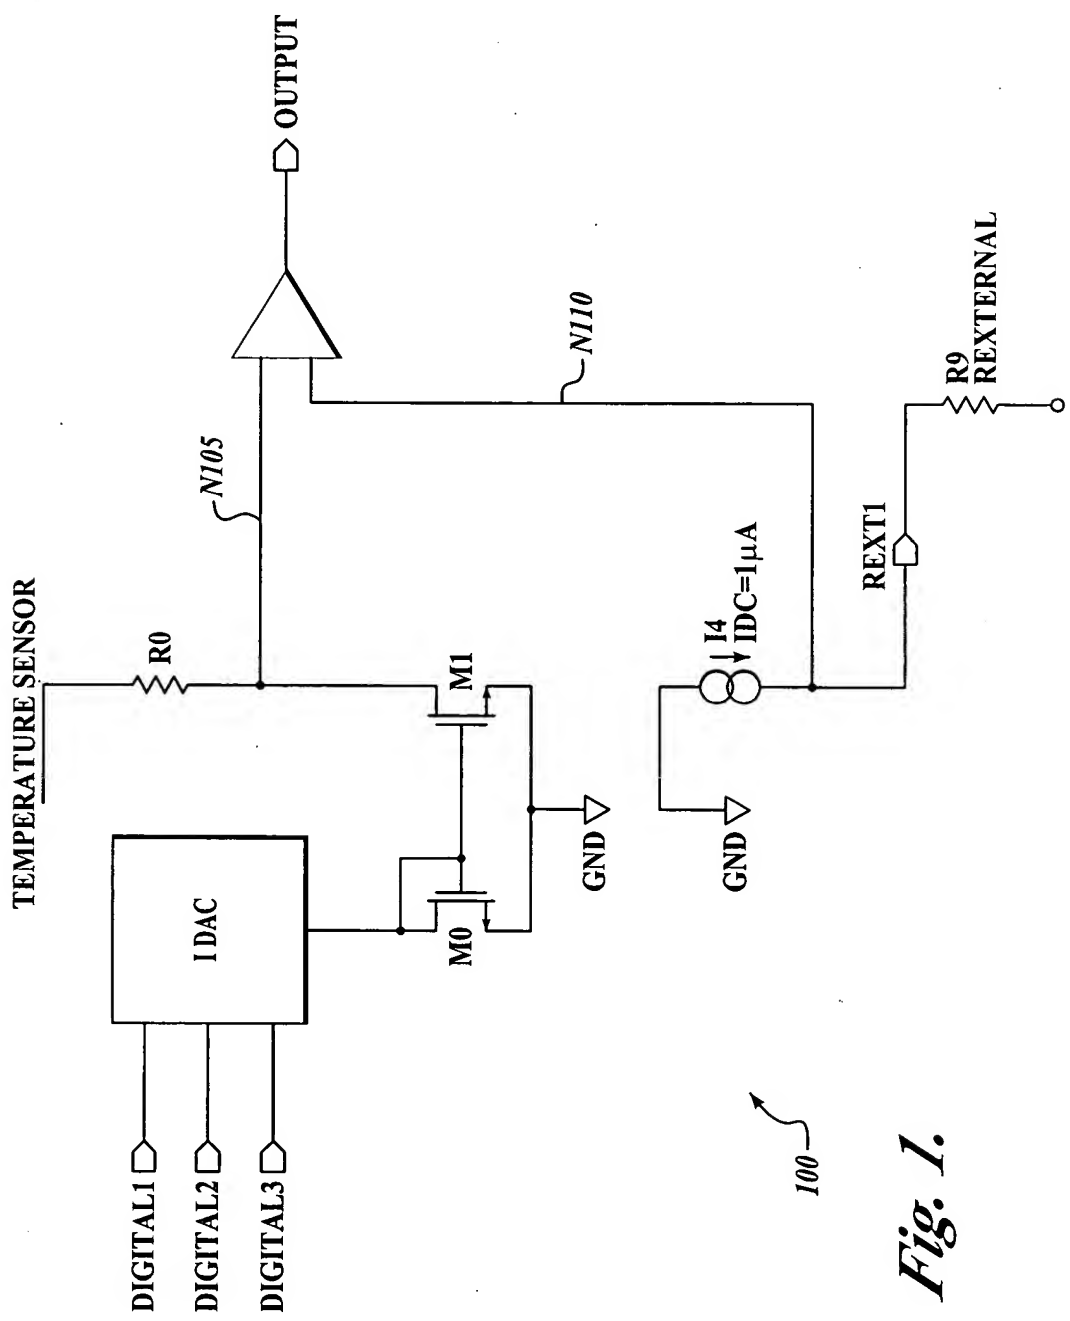 TEMPERATURE SENSOR
R0
N105
OUTPUT
IDAC
DIGITAL1
DIGITAL2
DIGITAL3
M0
M1
GND
N110
GND
I4
IDC=1µA
REXT1
R9
REXTERNAL
100
Fig. 1.